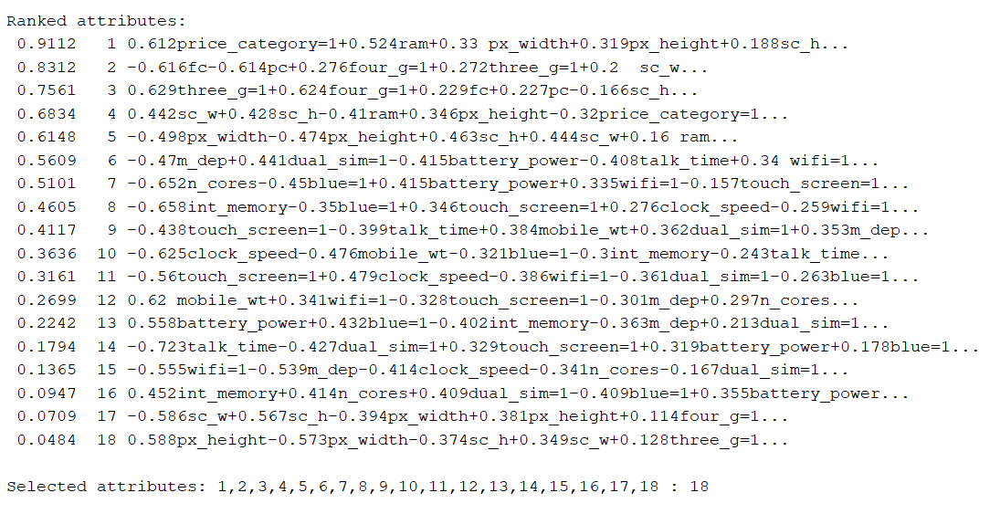 Ranked attributes:
0.9112   1 0.612price_category=1+0.524ram+0.33 px_width+0.319px_height+0.188sc_h...
0.8312   2 -0.616fc-0.614pc+0.276four_g=1+0.272three_g=1+0.2  sc_w...
0.7561   3 0.629three_g=1+0.624four_g=1+0.229fc+0.227pc-0.166sc_h...
0.6834   4 0.442sc_w+0.428sc_h-0.41ram+0.346px_height-0.32price_category=1...
0.6148   5 -0.498px_width-0.474px_height+0.463sc_h+0.444sc_w+0.16 ram...
0.5609   6 -0.47m_dep+0.441dual_sim=1-0.415battery_power-0.408talk_time+0.34 wifi=1...
0.5101   7 -0.652n_cores-0.45blue=1+0.415battery_power+0.335wifi=1-0.157touch_screen=1...
0.4605   8 -0.658int_memory-0.35blue=1+0.346touch_screen=1+0.276clock_speed-0.259wifi=1...
0.4117   9 -0.438touch_screen=1-0.399talk_time+0.384mobile_wt+0.362dual_sim=1+0.353m_dep...
0.3636  10 -0.625clock_speed-0.476mobile_wt-0.321blue=1-0.3int_memory-0.243talk_time...
0.3161  11 -0.56touch_screen=1+0.479clock_speed-0.386wifi=1-0.361dual_sim=1-0.263blue=1...
0.2699  12 0.62 mobile_wt+0.341wifi=1-0.328touch_screen=1-0.301m_dep+0.297n_cores...
0.2242  13 0.558battery_power+0.432blue=1-0.402int_memory-0.363m_dep+0.213dual_sim=1...
0.1794  14 -0.723talk_time-0.427dual_sim=1+0.329touch_screen=1+0.319battery_power+0.178blue=1...
0.1365  15 -0.555wifi=1-0.539m_dep-0.414clock_speed-0.341n_cores-0.167dual_sim=1...
0.0947  16 0.452int_memory+0.414n_cores+0.409dual_sim=1-0.409blue=1+0.355battery_power...
0.0709  17 -0.586sc_w+0.567sc_h-0.394px_width+0.381px_height+0.114four_g=1...
0.0484  18 0.588px_height-0.573px_width-0.374sc_h+0.349sc_w+0.128three_g=1...
Selected attributes: 1,2,3,4,5,6,7,8,9,10,11,12,13,14,15,16,17,18 : 18